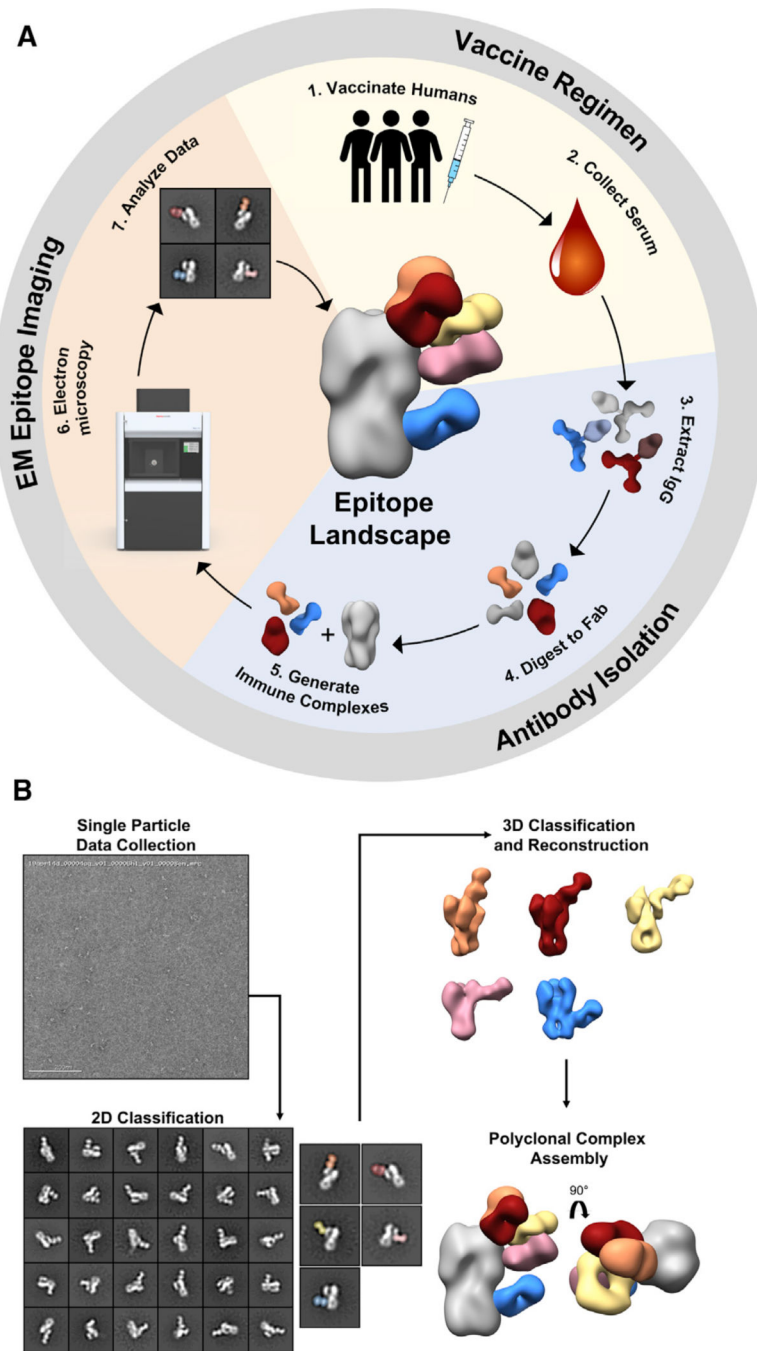 A
Vaccine Regimen
1. Vaccinate Humans
2. Collect Serum
3. Extract IgG
4. Digest to Fab
Antibody Isolation
5. Generate
Immune Complexes
+
6. Electron
microscopy
EM Epitope Imaging
7. Analyze Data
Epitope
Landscape
B
Single Particle
Data Collection
2D Classification
3D Classification
and Reconstruction
Polyclonal Complex
Assembly
90°